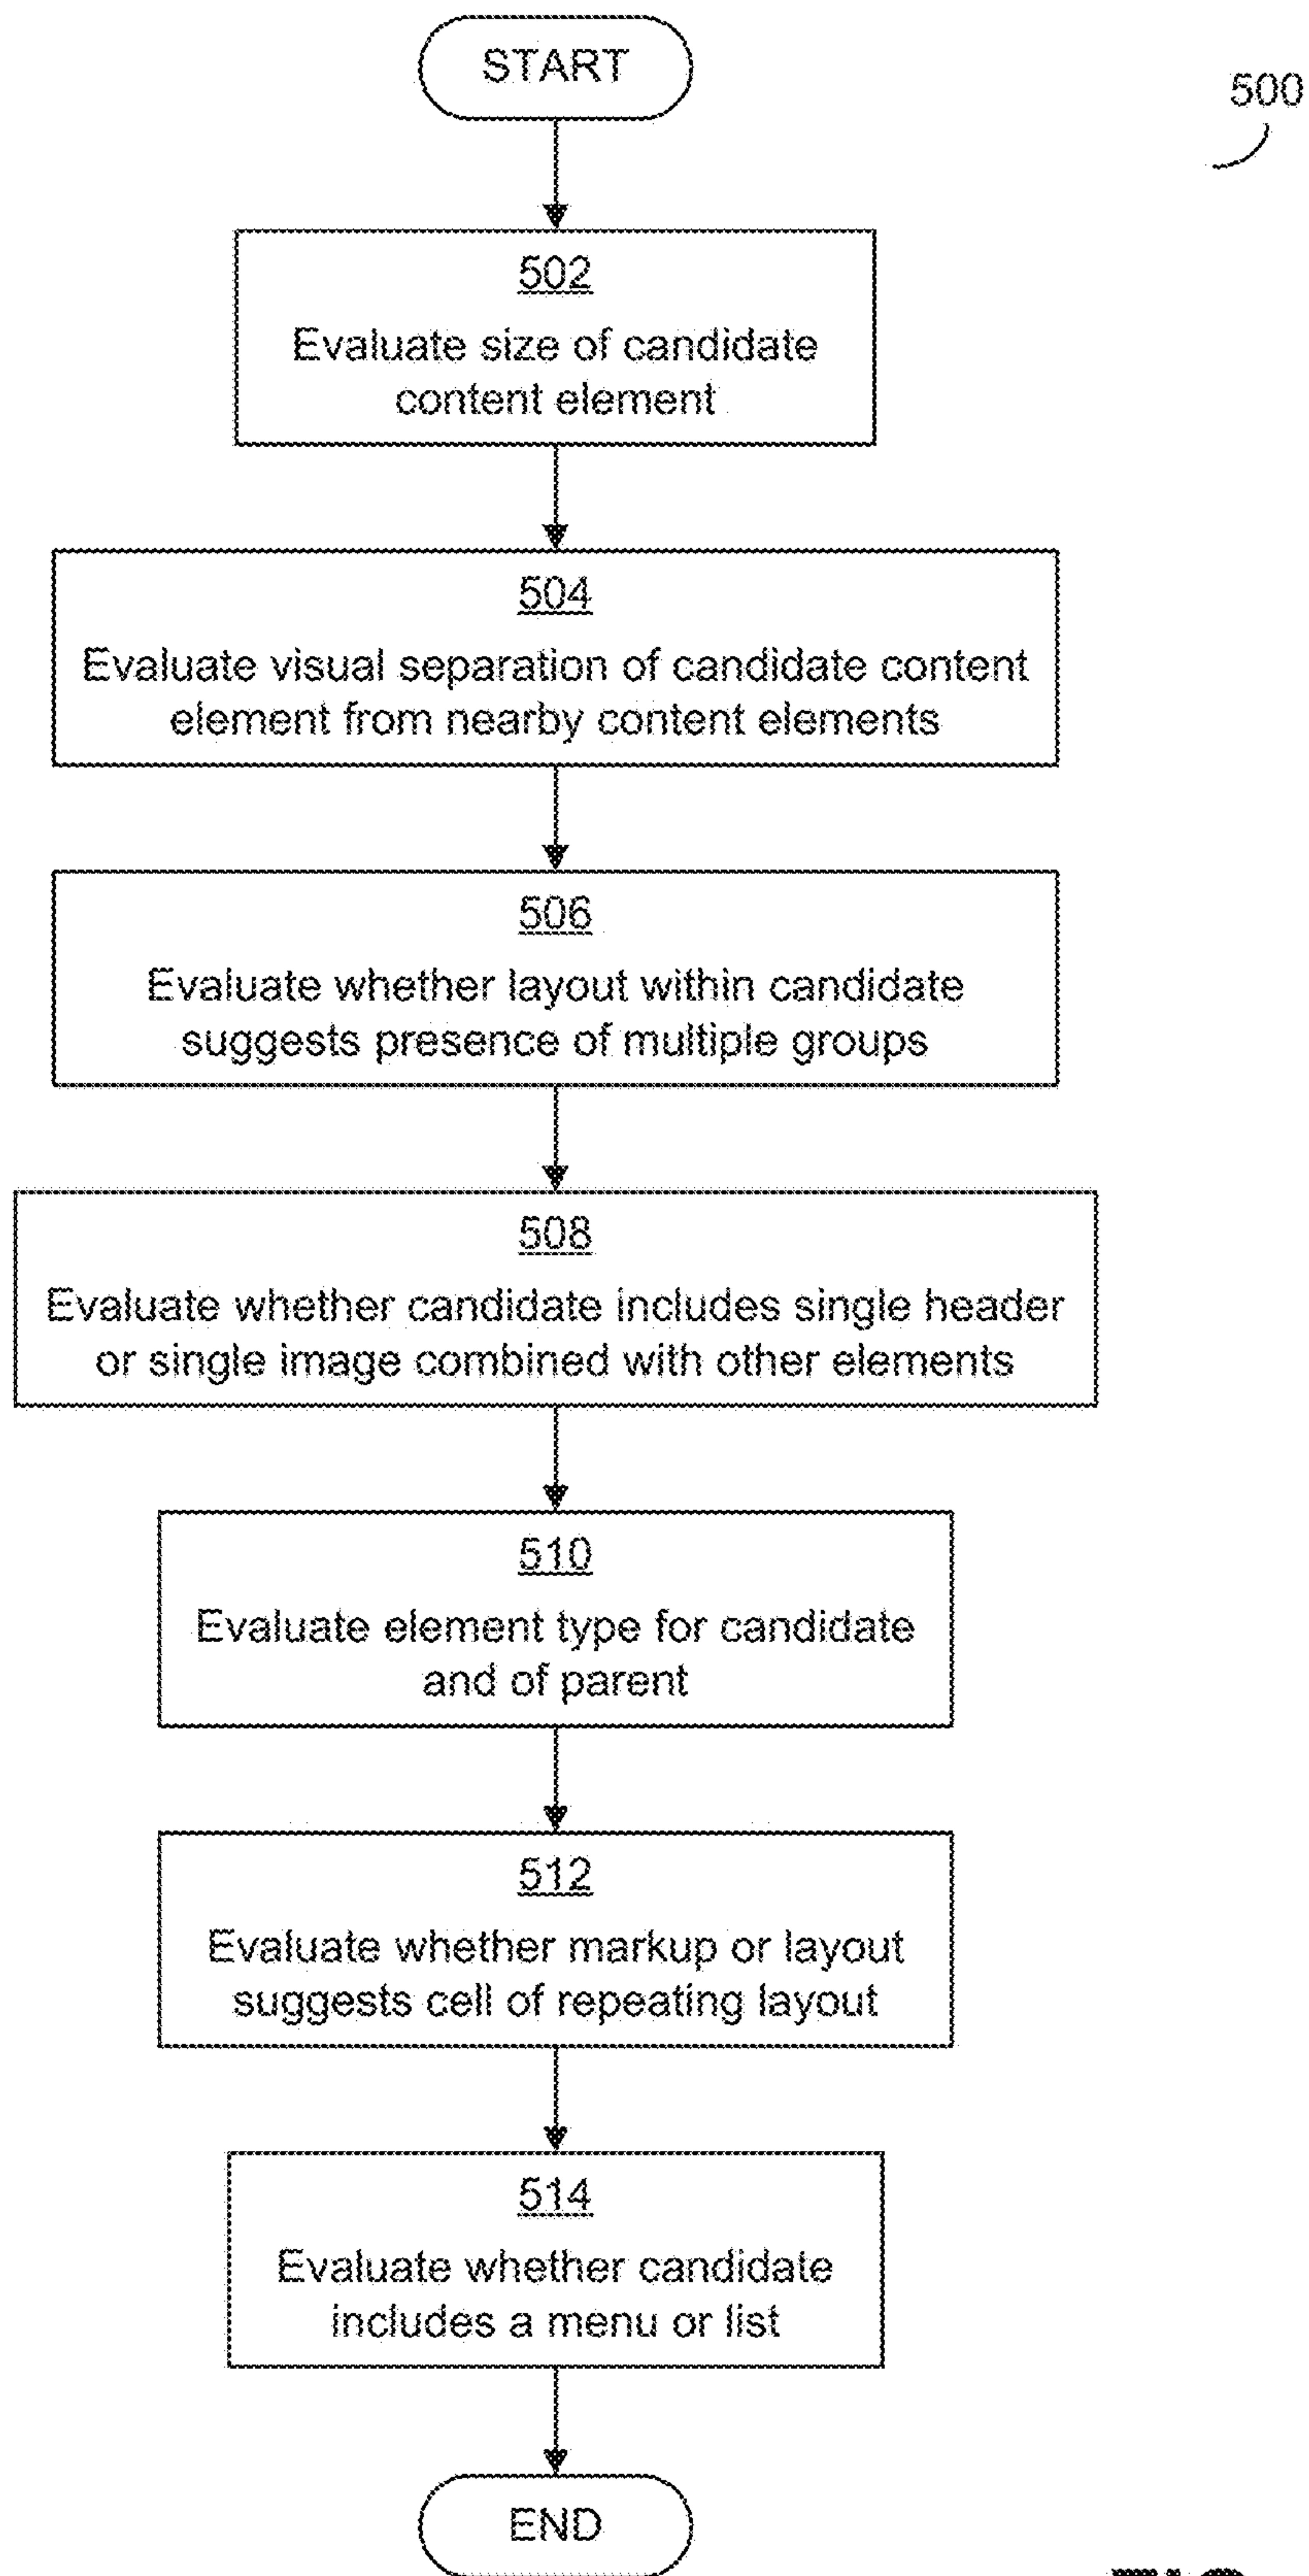 START
500
502
Evaluate size of candidate
content element
504
Evaluate visual separation of candidate content
element from nearby content elements
506
Evaluate whether layout within candidate
suggests presence of multiple groups
508
Evaluate whether candidate includes single header
or single image combined with other elements
510
Evaluate element type for candidate
and of parent
512
Evaluate whether markup or layout
suggests cell of repeating layout
514
Evaluate whether candidate
includes a menu or list
END